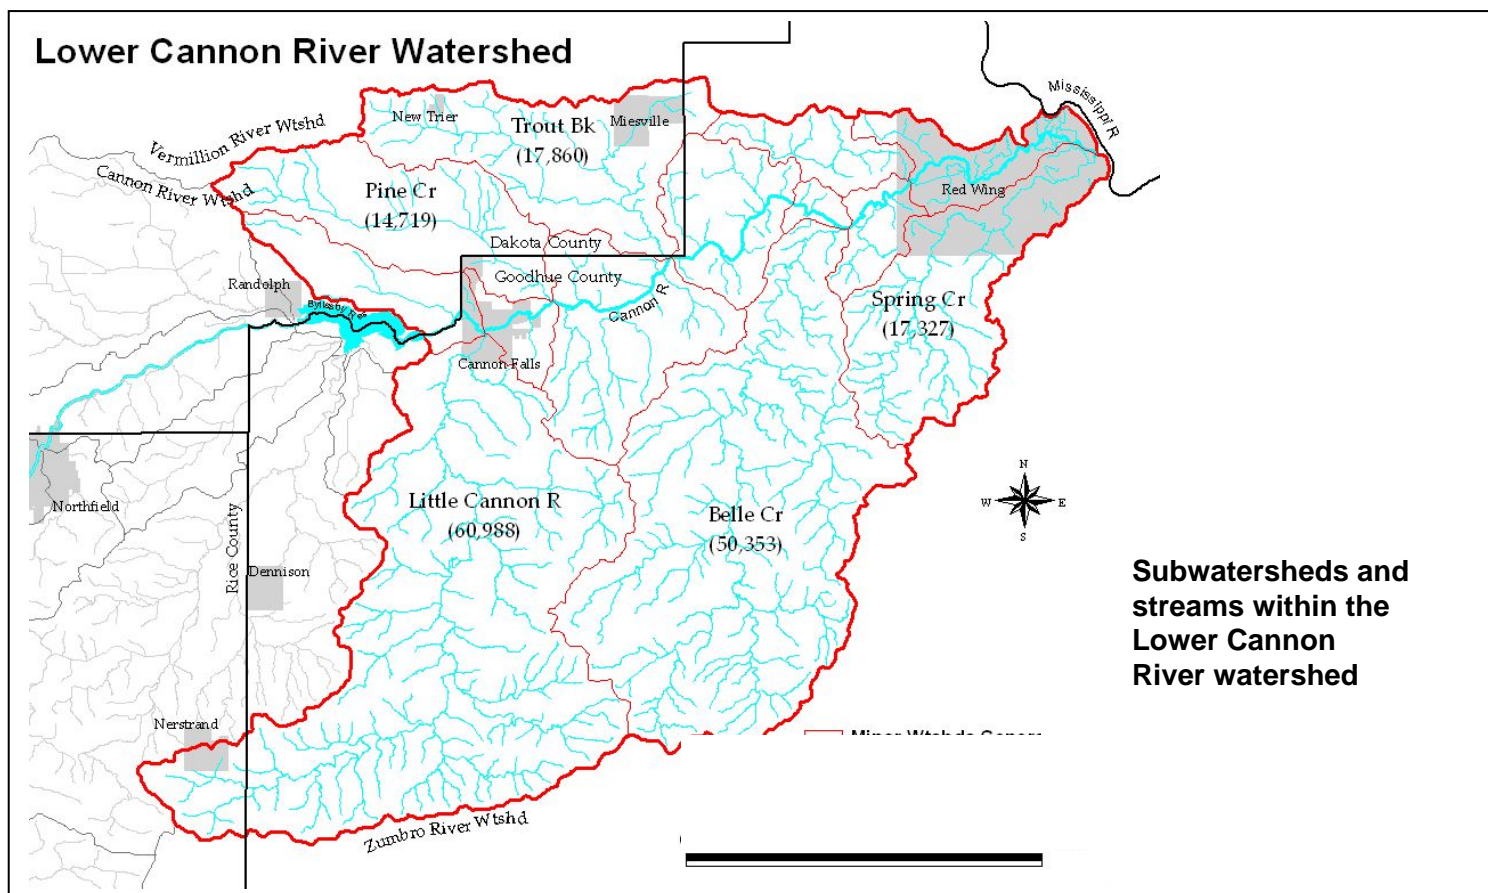 Lower Cannon River Watershed
Mississippi R
Vermillion River Wtshd
Cannon River Wtshd
New Trier
Trout Bk
(17,860)
Miesville
Pine Cr
(14,719)
Red Wing
Dakota County
Goodhue County
Randolph
Byllesby Res
Cannon R
Spring Cr
(17,327)
Cannon Falls
N
W
E
S
Northfield
Rice County
Little Cannon R
(60,988)
Belle Cr
(50,353)
Dennison
Subwatersheds and
streams within the
Lower Cannon
River watershed
Nerstrand
Zumbro River Wtshd